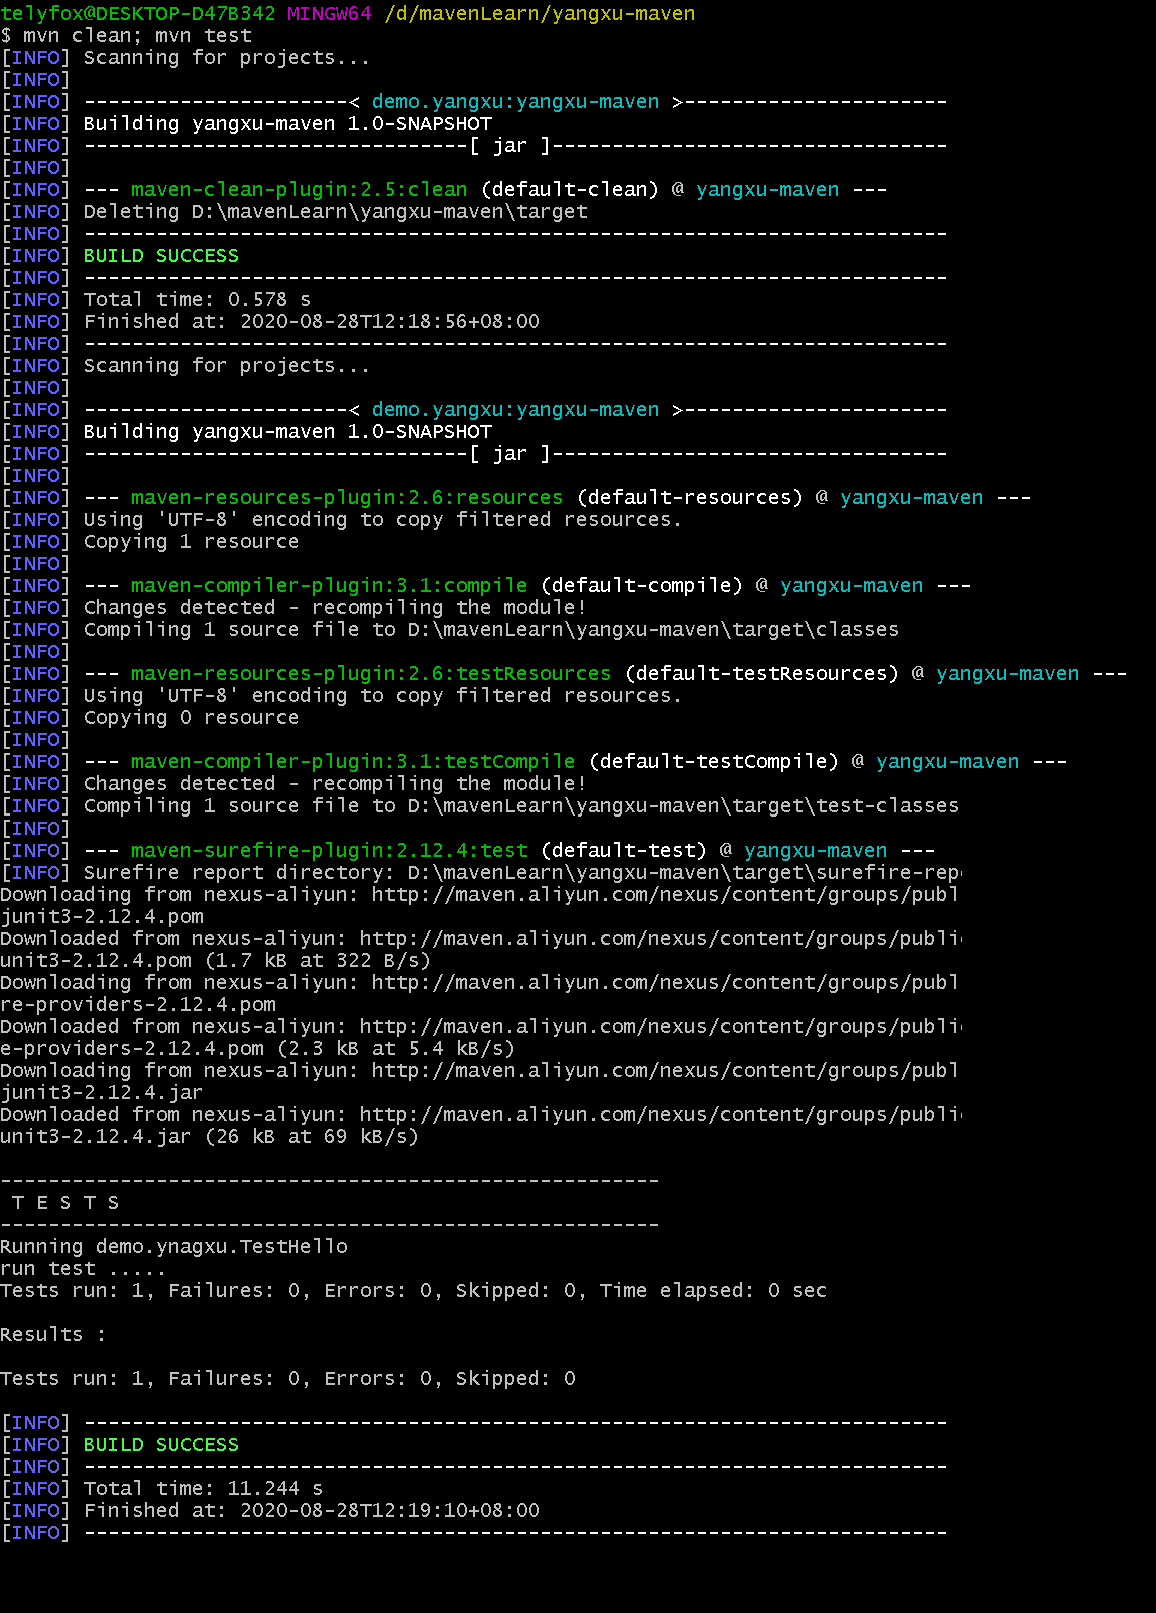 telyfox@DESKTOP-D47B342 MINGW64 /d/mavenLearn/yangxu-maven
$ mvn clean; mvn test
[INFO] Scanning for projects...
[INFO]
[INFO] ----------------------< demo.yangxu:yangxu-maven >----------------------
[INFO] Building yangxu-maven 1.0-SNAPSHOT
[INFO] --------------------------------[ jar ]---------------------------------
[INFO]
[INFO] --- maven-clean-plugin:2.5:clean (default-clean) @ yangxu-maven ---
[INFO] Deleting D:\mavenLearn\yangxu-maven\target
[INFO] ------------------------------------------------------------------------
[INFO] BUILD SUCCESS
[INFO] ------------------------------------------------------------------------
[INFO] Total time: 0.578 s
[INFO] Finished at: 2020-08-28T12:18:56+08:00
[INFO] ------------------------------------------------------------------------
[INFO] Scanning for projects...
[INFO]
[INFO] ----------------------< demo.yangxu:yangxu-maven >----------------------
[INFO] Building yangxu-maven 1.0-SNAPSHOT
[INFO] --------------------------------[ jar ]---------------------------------
[INFO]
[INFO] --- maven-resources-plugin:2.6:resources (default-resources) @ yangxu-maven ---
[INFO] Using 'UTF-8' encoding to copy filtered resources.
[INFO] Copying 1 resource
[INFO]
[INFO] --- maven-compiler-plugin:3.1:compile (default-compile) @ yangxu-maven ---
[INFO] Changes detected - recompiling the module!
[INFO] Compiling 1 source file to D:\mavenLearn\yangxu-maven\target\classes
[INFO]
[INFO] --- maven-resources-plugin:2.6:testResources (default-testResources) @ yangxu-maven ---
[INFO] Using 'UTF-8' encoding to copy filtered resources.
[INFO] Copying 0 resource
[INFO]
[INFO] --- maven-compiler-plugin:3.1:testCompile (default-testCompile) @ yangxu-maven ---
[INFO] Changes detected - recompiling the module!
[INFO] Compiling 1 source file to D:\mavenLearn\yangxu-maven\target\test-classes
[INFO]
[INFO] --- maven-surefire-plugin:2.12.4:test (default-test) @ yangxu-maven ---
[INFO] Surefire report directory: D:\mavenLearn\yangxu-maven\target\surefire-rep
Downloading from nexus-aliyun: http://maven.aliyun.com/nexus/content/groups/publ
junit3-2.12.4.pom
Downloaded from nexus-aliyun: http://maven.aliyun.com/nexus/content/groups/publi
unit3-2.12.4.pom (1.7 kB at 322 B/s)
Downloading from nexus-aliyun: http://maven.aliyun.com/nexus/content/groups/publ
re-providers-2.12.4.pom
Downloaded from nexus-aliyun: http://maven.aliyun.com/nexus/content/groups/publi
e-providers-2.12.4.pom (2.3 kB at 5.4 kB/s)
Downloading from nexus-aliyun: http://maven.aliyun.com/nexus/content/groups/publ
junit3-2.12.4.jar
Downloaded from nexus-aliyun: http://maven.aliyun.com/nexus/content/groups/publi
unit3-2.12.4.jar (26 kB at 69 kB/s)
-------------------------------------------------------
T E S T S
-------------------------------------------------------
Running demo.ynagxu.TestHello
run test .....
Tests run: 1, Failures: 0, Errors: 0, Skipped: 0, Time elapsed: 0 sec
Results :
Tests run: 1, Failures: 0, Errors: 0, Skipped: 0
[INFO] ------------------------------------------------------------------------
[INFO] BUILD SUCCESS
[INFO] ------------------------------------------------------------------------
[INFO] Total time: 11.244 s
[INFO] Finished at: 2020-08-28T12:19:10+08:00
[INFO] ------------------------------------------------------------------------